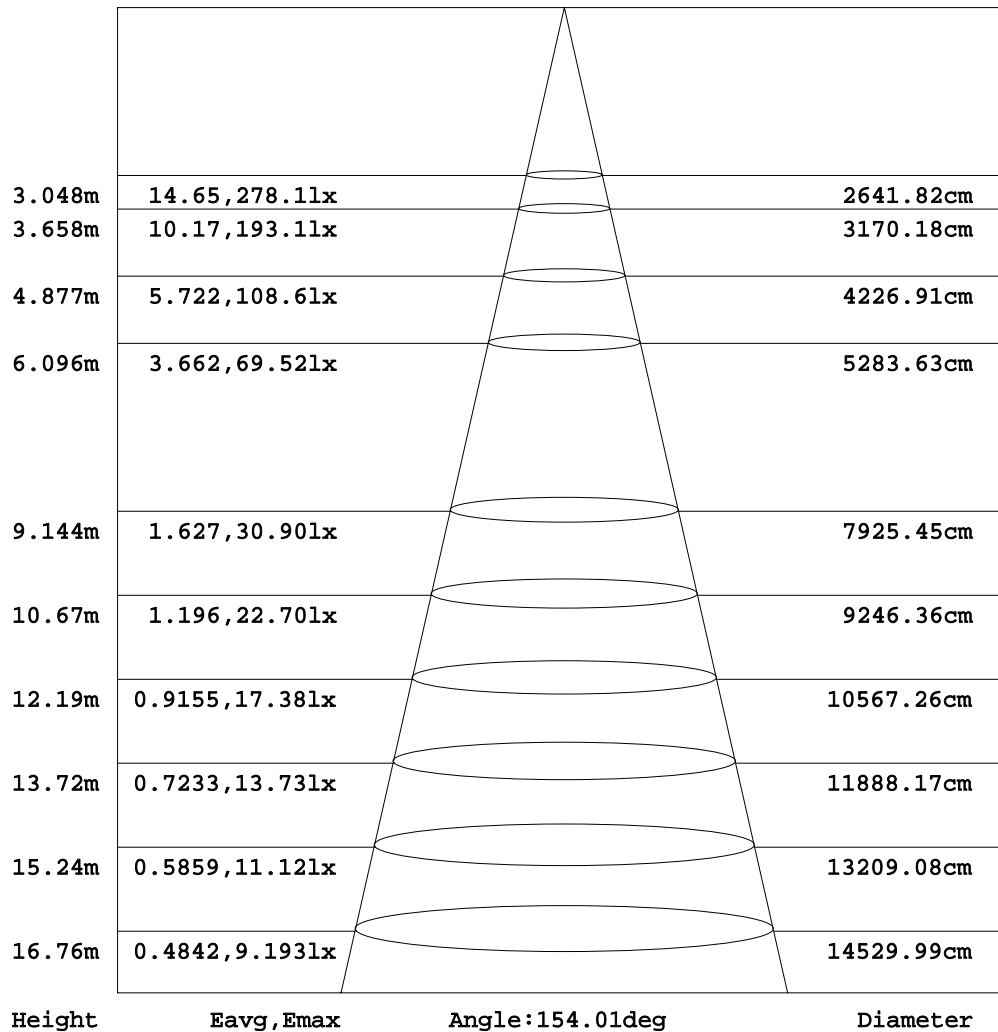 3.048m 14.65,278.1lx 2641.82cm
3.658m 10.17,193.1lx 3170.18cm
4.877m 5.722,108.6lx 4226.91cm
6.096m 3.662,69.52lx 5283.63cm
9.144m 1.627,30.90lx 7925.45cm
10.67m 1.196,22.70lx 9246.36cm
12.19m 0.9155,17.38lx 10567.26cm
13.72m 0.7233,13.73lx 11888.17cm
15.24m 0.5859,11.12lx 13209.08cm
16.76m 0.4842,9.193lx 14529.99cm
Height Eavg,Emax Angle:154.01deg Diameter